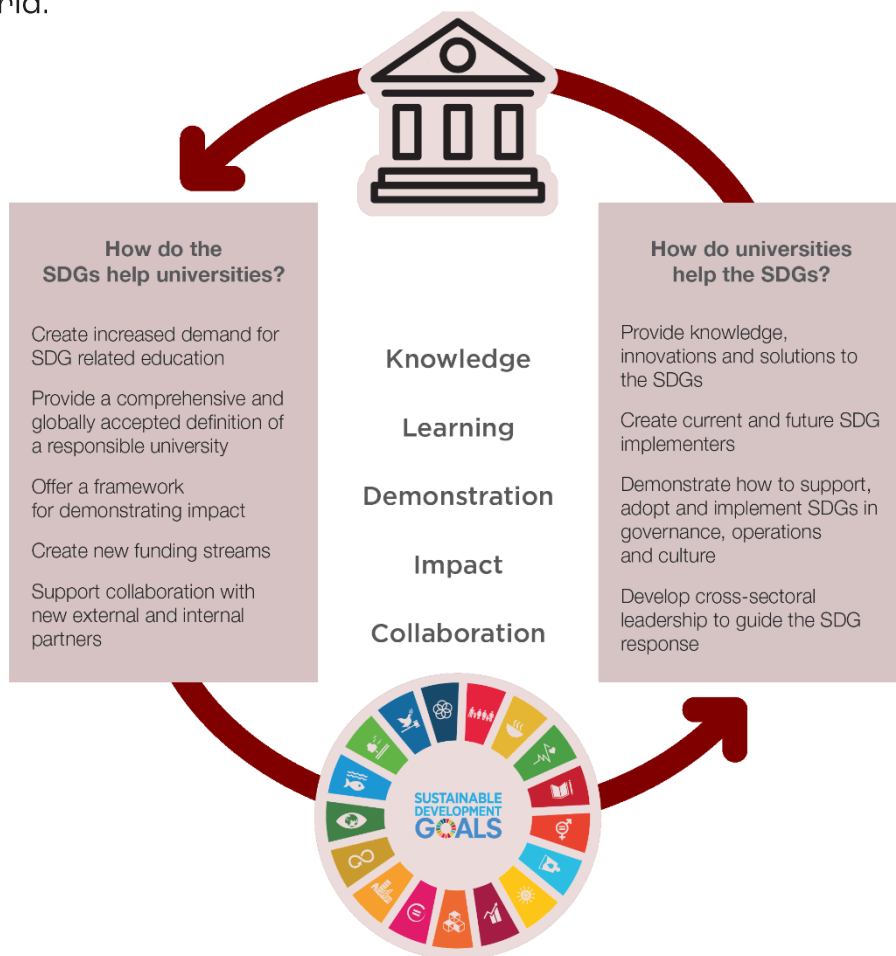 How do the
SDGs help universities?
Create increased demand for
SDG related education
Provide a comprehensive and
globally accepted definition of
a responsible university
Offer a framework
for demonstrating impact
Create new funding streams
Support collaboration with
new external and internal
partners
Knowledge
Learning
Demonstration
Impact
Collaboration
How do universities
help the SDGs?
Provide knowledge,
innovations and solutions to
the SDGs
Create current and future SDG
implementers
Demonstrate how to support,
adopt and implement SDGs in
governance, operations
and culture
Develop cross-sectoral
leadership to guide the SDG
response
SUSTAINABLE
DEVELOPMENT
GOALS